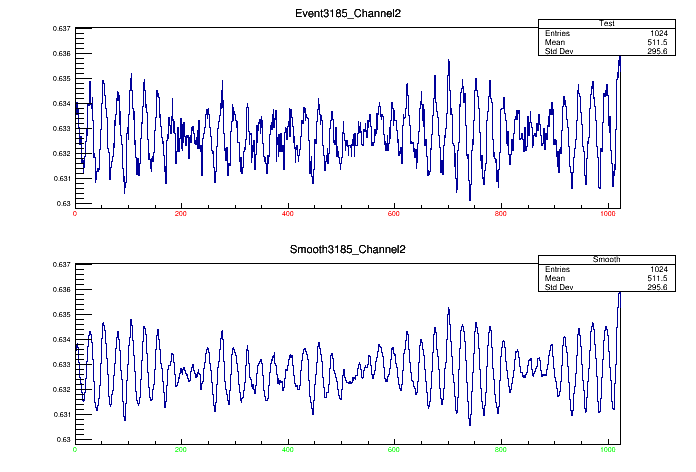 Event3185_Channel2
Test
Entries 1024
Mean 511.5
Std Dev 295.6
0.637
0.636
0.635
0.634
0.633
0.632
0.631
0.63
0 200 400 600 800 1000
Smooth3185_Channel2
Smooth
Entries 1024
Mean 511.5
Std Dev 295.6
0.637
0.636
0.635
0.634
0.633
0.632
0.631
0.63
0 200 400 600 800 1000